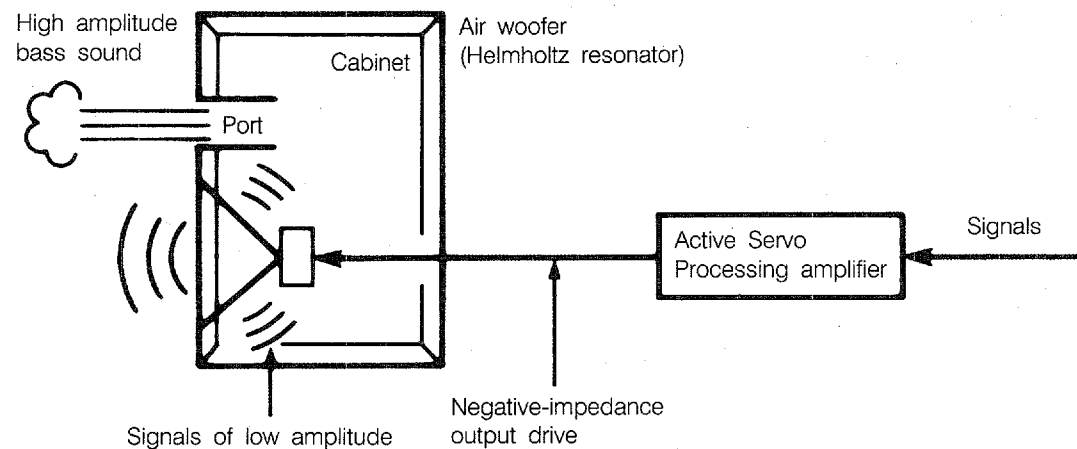 High amplitude
bass sound
Air woofer
(Helmholtz resonator)
Cabinet
Port
Active Servo
Processing amplifier
Signals
Negative-impedance
output drive
Signals of low amplitude